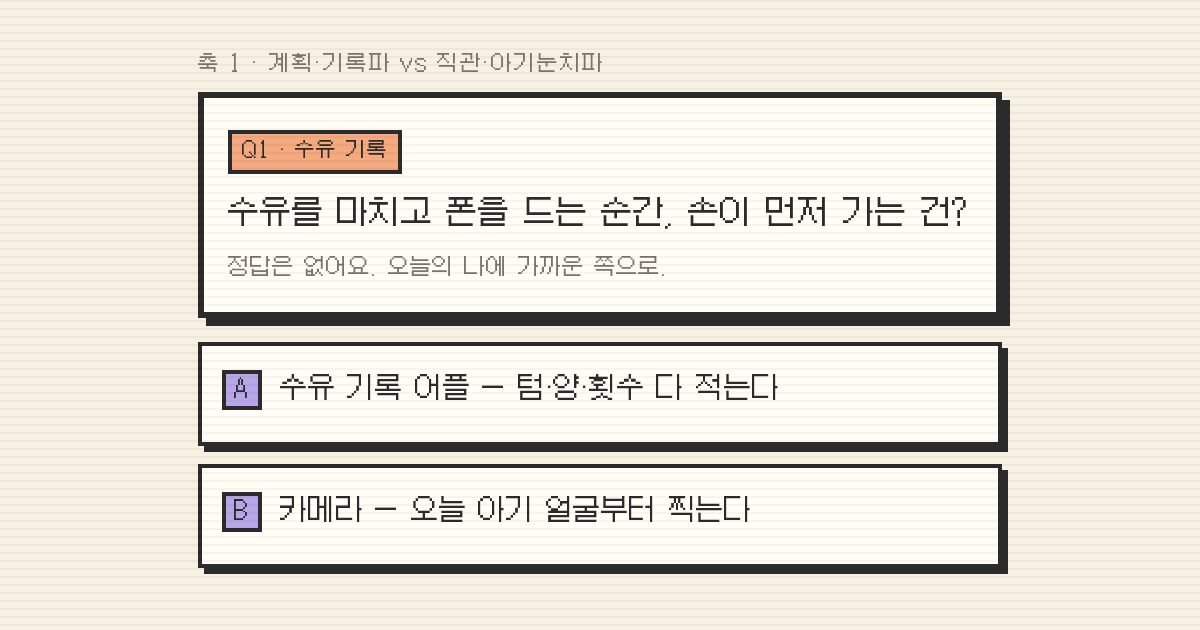 축 1 · 계획·기록파 vs 직관·아기눈치파
Q1 · 수유 기록
수유를 마치고 폰을 드는 순간, 손이 먼저 가는 건?
정답은 없어요. 오늘의 나에 가까운 쪽으로.
A 수유 기록 어플 — 텀·양·횟수 다 적는다
B 카메라 — 오늘 아기 얼굴부터 찍는다